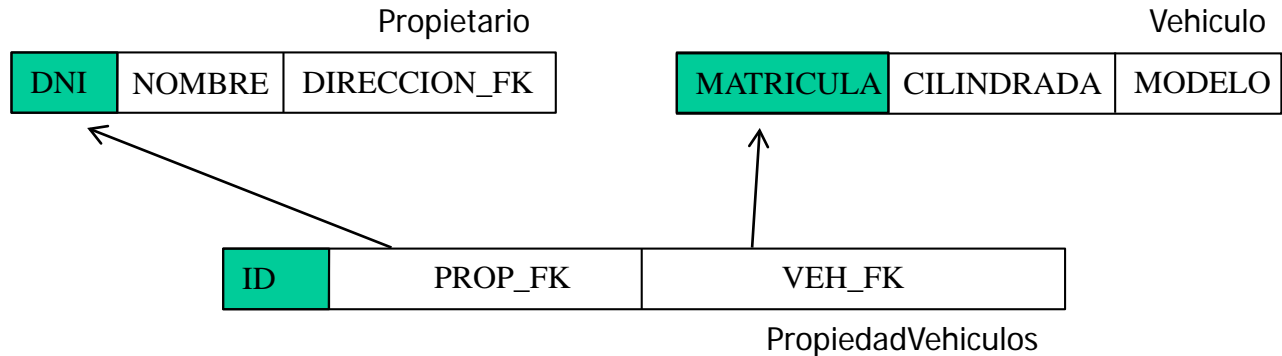 Propietario
DNI NOMBRE DIRECCION_FK
Vehiculo
MATRICULA CILINDRADA MODELO
ID PROP_FK VEH_FK
PropiedadVehiculos